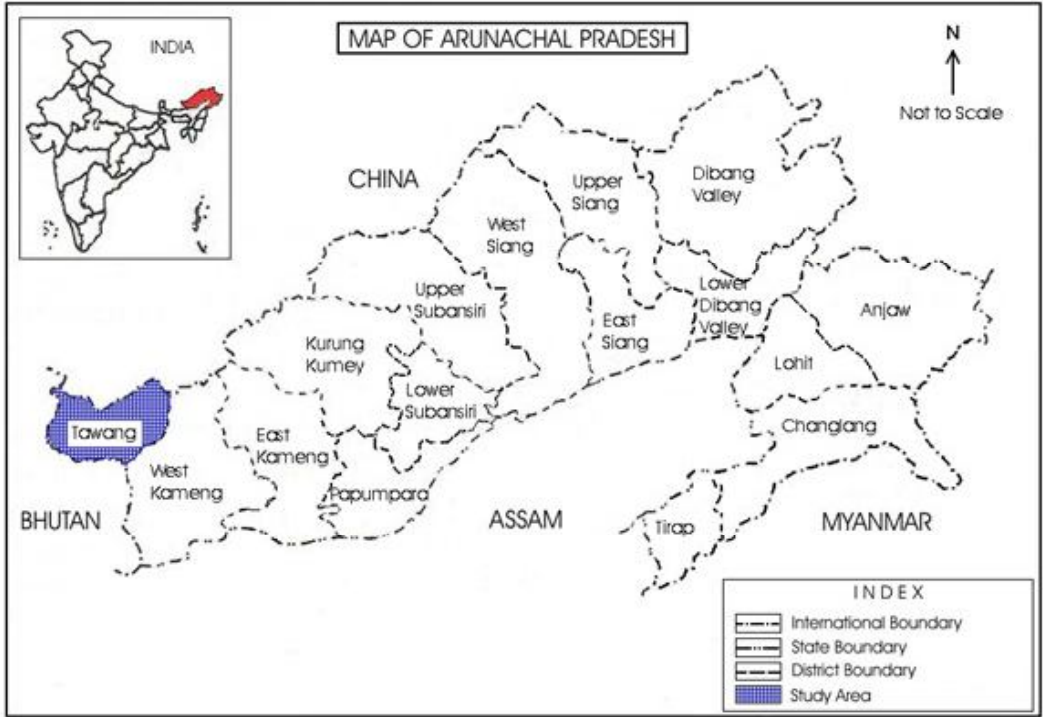 INDIA
MAP OF ARUNACHAL PRADESH
N
Not to Scale
CHINA
Upper
Siang
Dibang
Valley
West
Siang
Upper
Subansiri
Lower
Dibang
Valley
Anjaw
East
Siang
Kurung
Kumey
Lohit
Lower
Subansiri
Tawang
East
Kameng
Changlang
West
Kameng
Papumpara
BHUTAN
ASSAM
Tirap
MYANMAR
INDEX
International Boundary
State Boundary
District Boundary
Study Area